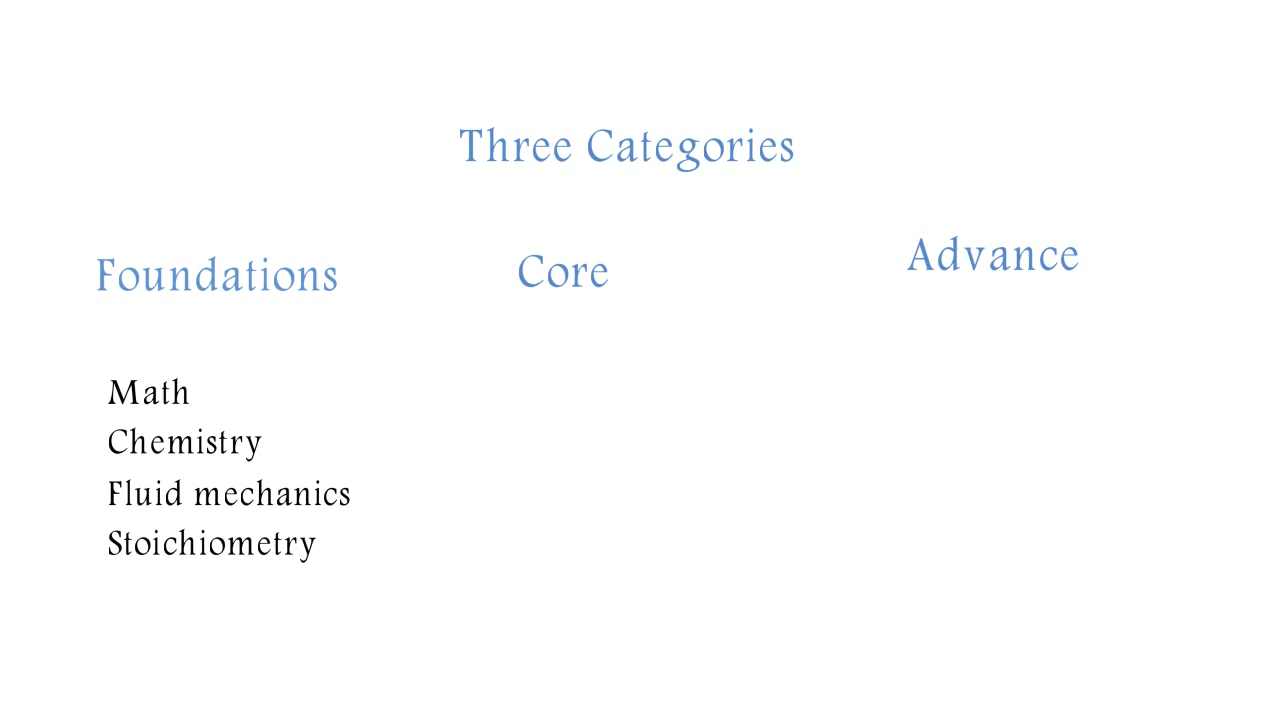 Three Categories
Foundations
Core
Advance
Math
Chemistry
Fluid mechanics
Stoichiometry